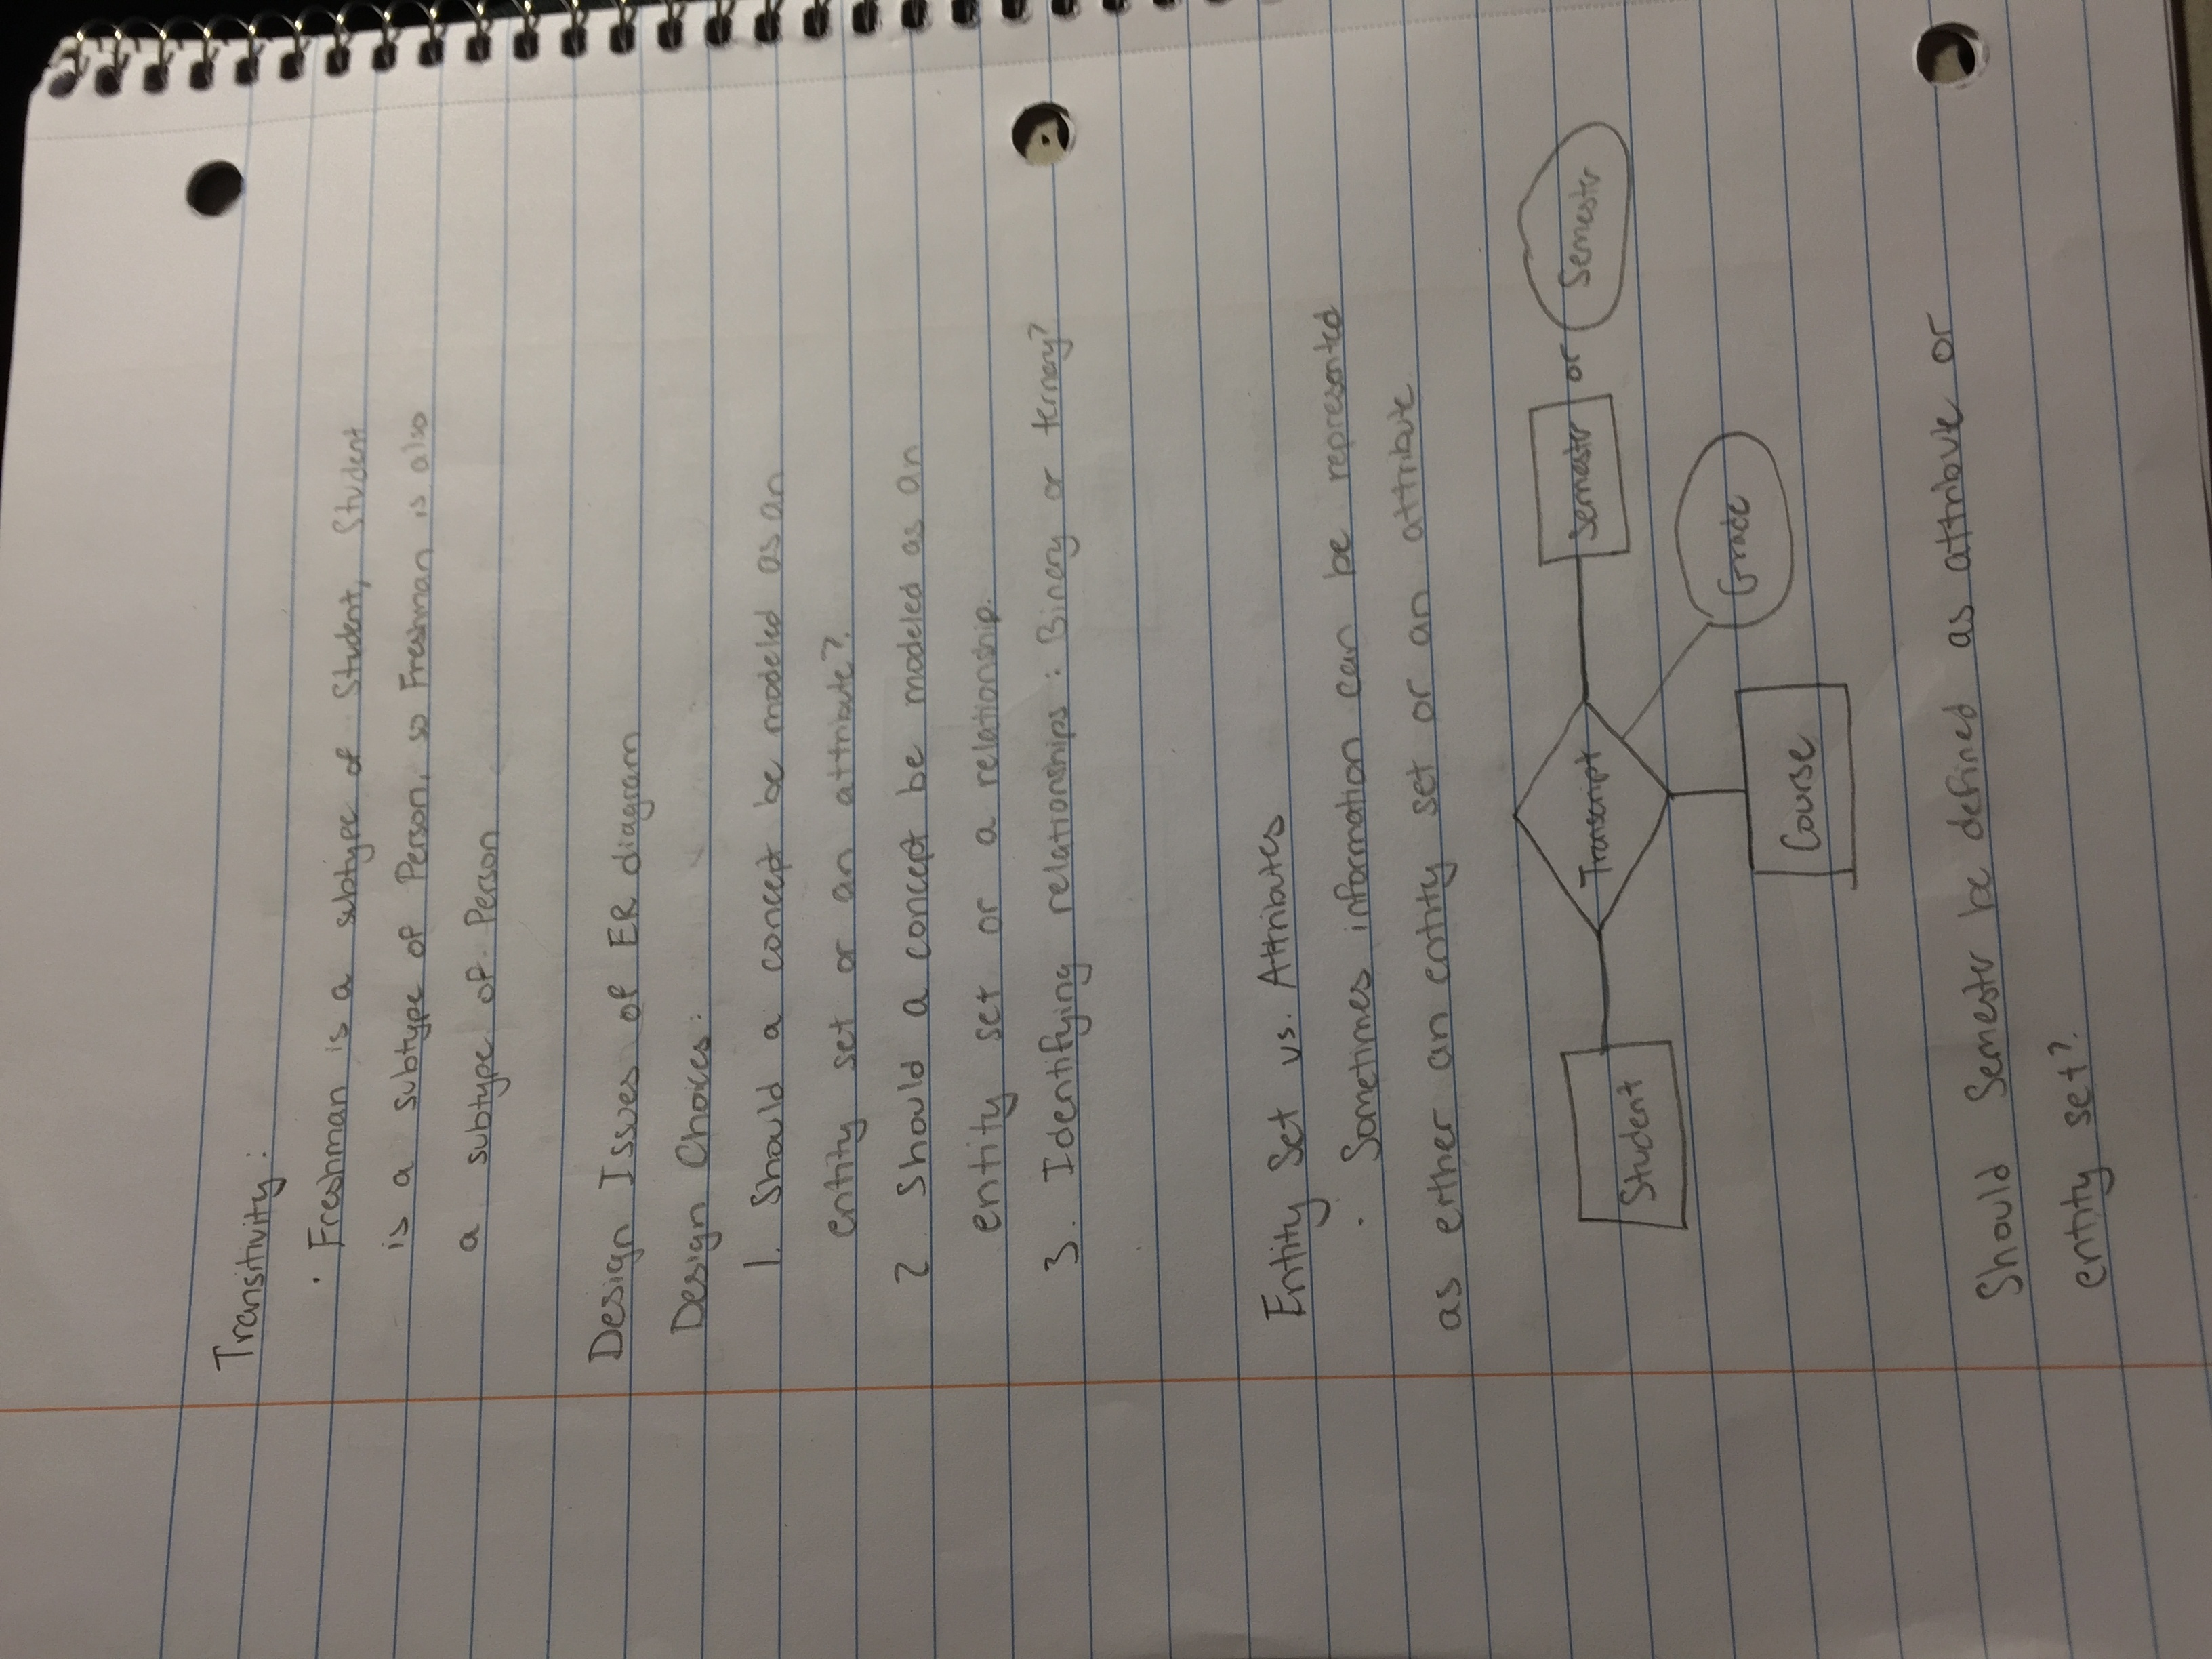 Transitivity:
· Freshman is a subtype of Student, Student
is a subtype of Person, so Freshman is also
a subtype of Person
Design Issues of ER diagram
Design Choices:
1. Should a concept be modeled as an
entity set or an attribute?
2 Should a concept be modeled as an
entity set or a relationship.
3. Identifying relationships: Binary or ternary?
Entity Set vs. Attributes
· Sometimes information can be represented
as either an entity set or an attribute
Student
Transcript
Semester or Semester
Grade
Course
Should Semester be defined as attribute or
entity set?